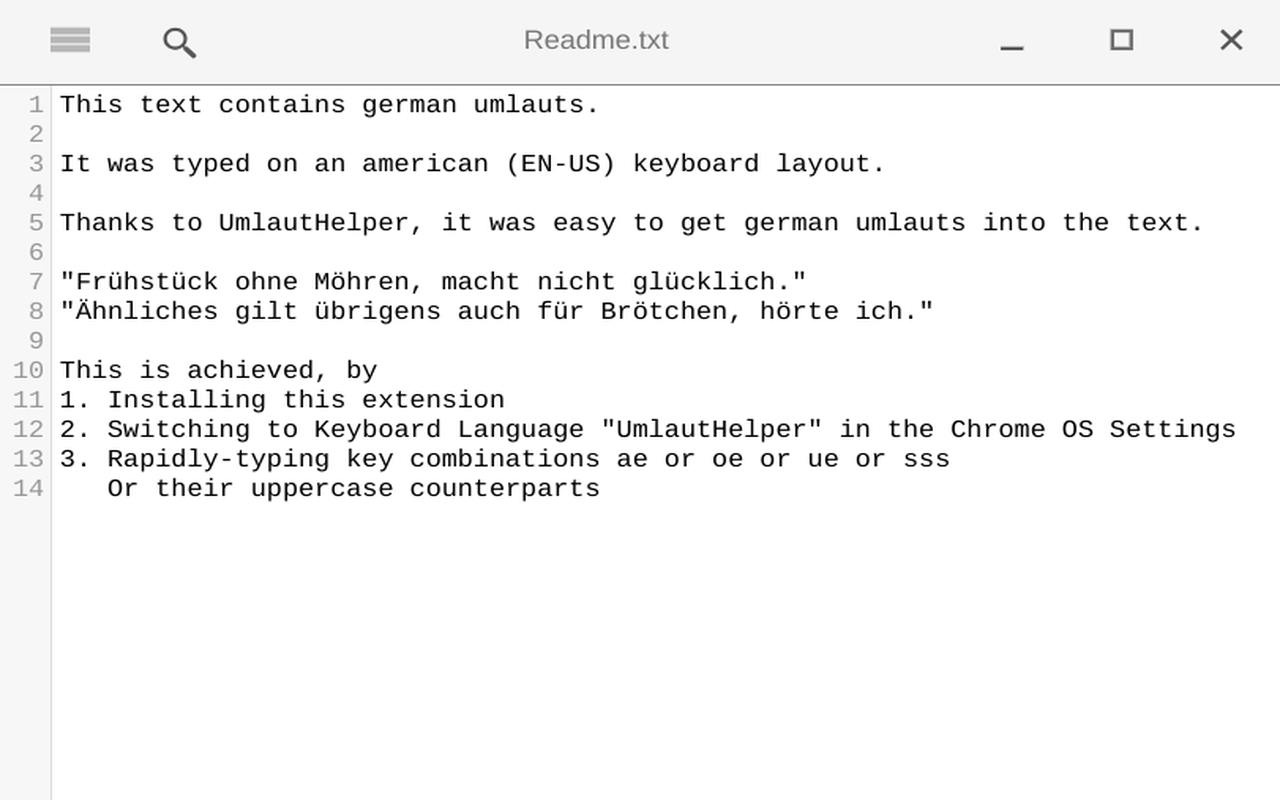 Readme.txt
1 This text contains german umlauts.
2
3 It was typed on an american (EN-US) keyboard layout.
4
5 Thanks to UmlautHelper, it was easy to get german umlauts into the text.
6
7 "Frühstück ohne Möhren, macht nicht glücklich."
8 "Ähnliches gilt übrigens auch für Brötchen, hörte ich."
9
10 This is achieved, by
11 1. Installing this extension
12 2. Switching to Keyboard Language "UmlautHelper" in the Chrome OS Settings
13 3. Rapidly-typing key combinations ae or oe or ue or sss
14    Or their uppercase counterparts